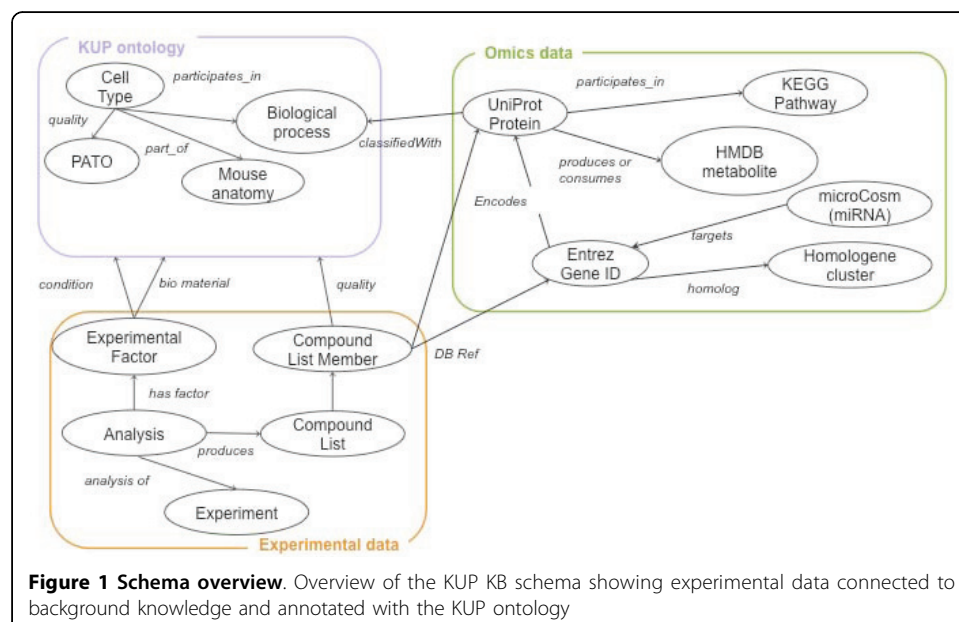 KUP ontology
Cell
Type
participates_in
quality
Biological
process
PATO
part_of
Mouse
anatomy
classifiedWith
Omics data
participates_in
UniProt
Protein
KEGG
Pathway
produces or
consumes
HMDB
metabolite
Encodes
microCosm
(miRNA)
targets
Entrez
Gene ID
Homologene
cluster
homolog
condition
bio material
quality
DB Ref
Experimental
Factor
Compound
List Member
has factor
Analysis
produces
Compound
List
analysis of
Experiment
Experimental data
Figure 1 Schema overview. Overview of the KUP KB schema showing experimental data connected to
background knowledge and annotated with the KUP ontology